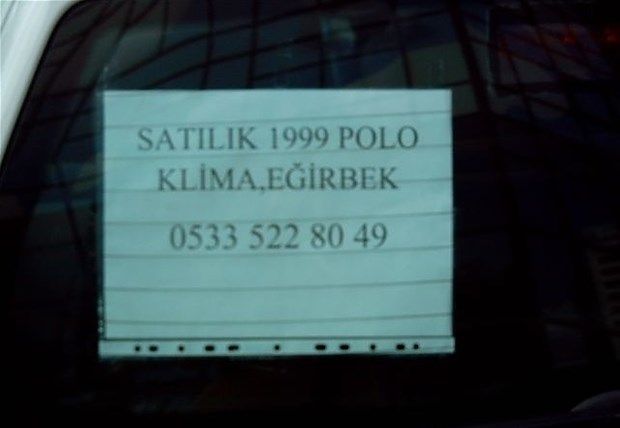 SATILIK 1999 POLO
KLİMA,EĞİRBEK
0533 522 80 49